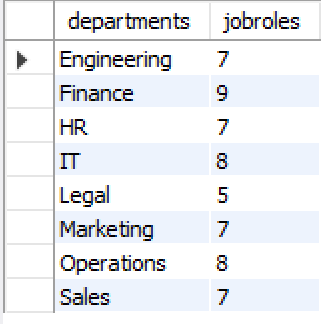 departments jobroles
Engineering 7
Finance 9
HR 7
IT 8
Legal 5
Marketing 7
Operations 8
Sales 7